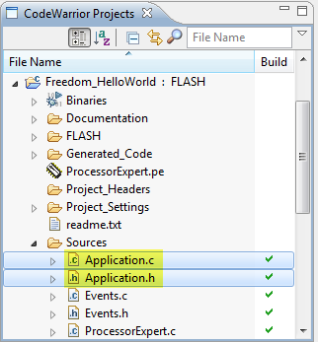 CodeWarrior Projects
File Name
File Name Build
Freedom_HelloWorld : FLASH
Binaries
Documentation
FLASH
Generated_Code
ProcessorExpert.pe
Project_Headers
Project_Settings
readme.txt
Sources
Application.c
Application.h
Events.c
Events.h
ProcessorExpert.c